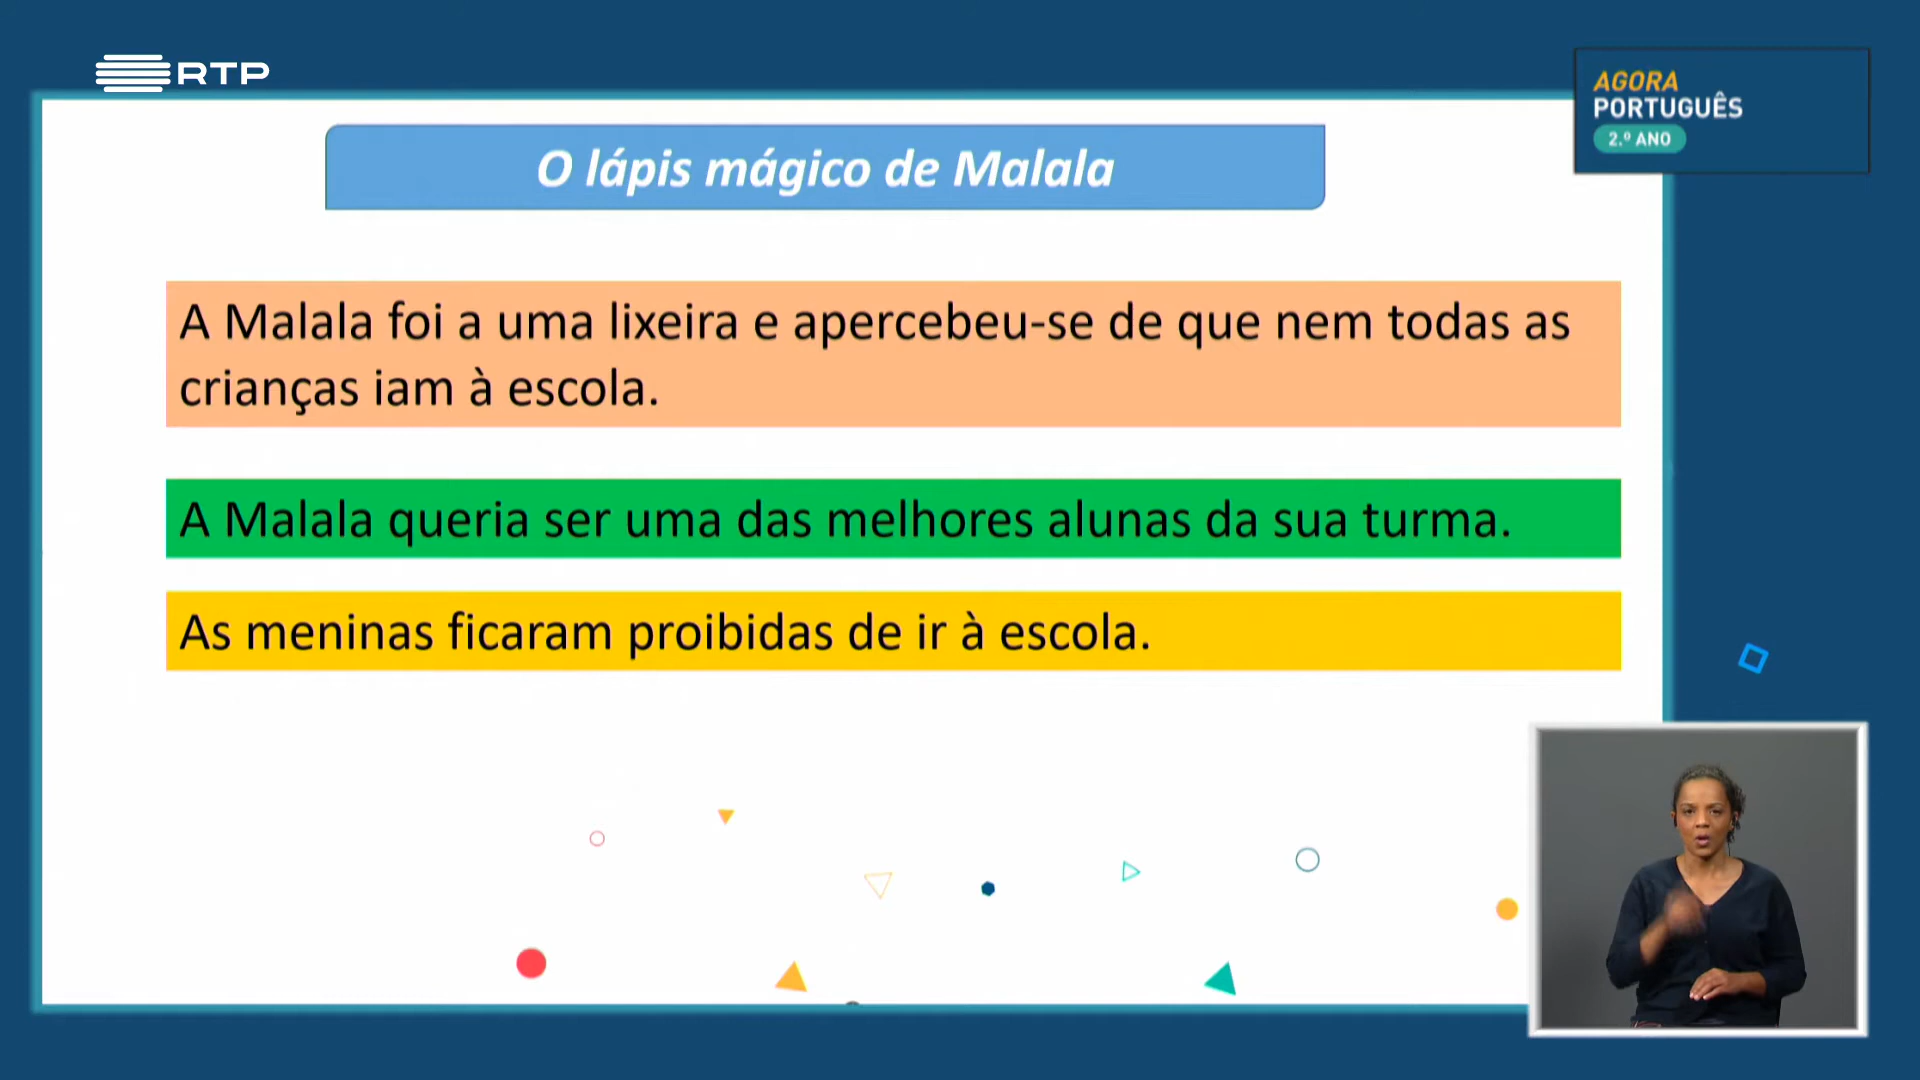 RTP
AGORA
PORTUGUÊS
2.º ANO
O lápis mágico de Malala
A Malala foi a uma lixeira e apercebeu-se de que nem todas as
crianças iam à escola.
A Malala queria ser uma das melhores alunas da sua turma.
As meninas ficaram proibidas de ir à escola.